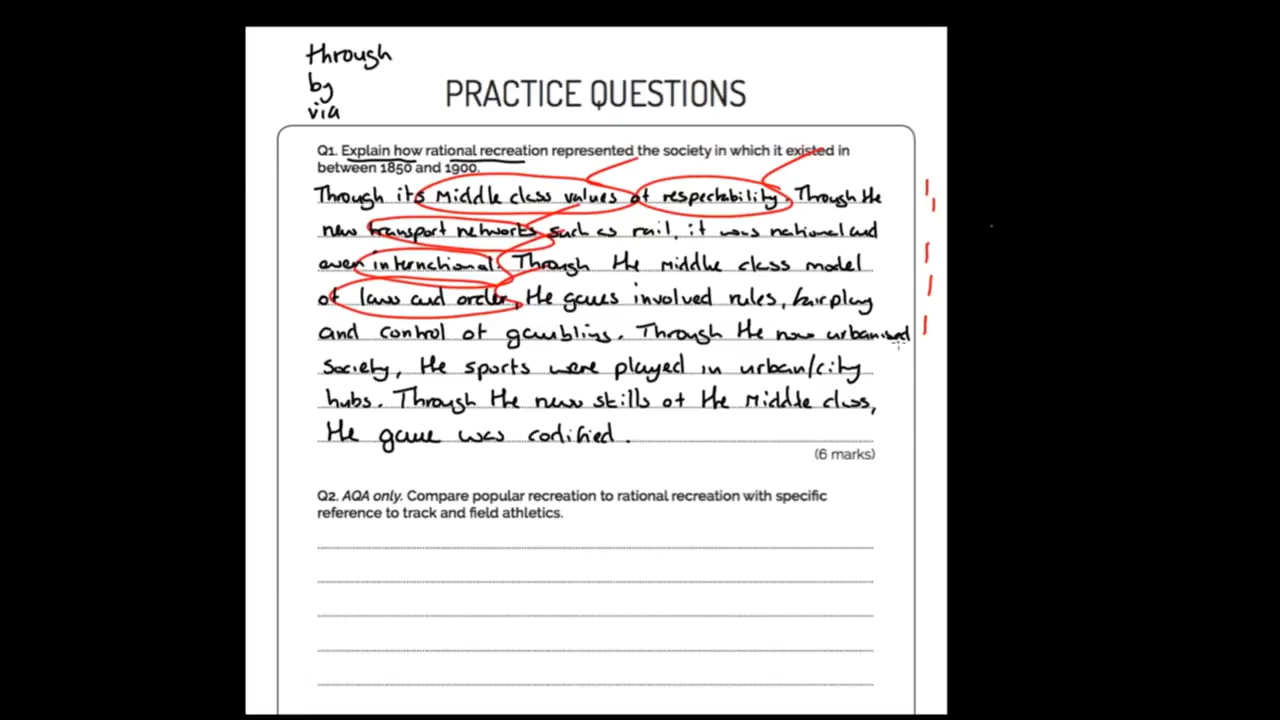 through
by
via
PRACTICE QUESTIONS
Q1. Explain how rational recreation represented the society in which it existed in
between 1850 and 1900.
Through its middle class values of respectability. Through the
new transport networks such as rail, it was national and
even international. Through the middle class model
of law and order, the games involved rules, fairplay
and control of gambling. Through the now urbanised
society, the sports were played in urban/city
hubs. Through the new skills of the middle class,
the game was codified.
(6 marks)
Q2. AQA only. Compare popular recreation to rational recreation with specific
reference to track and field athletics.